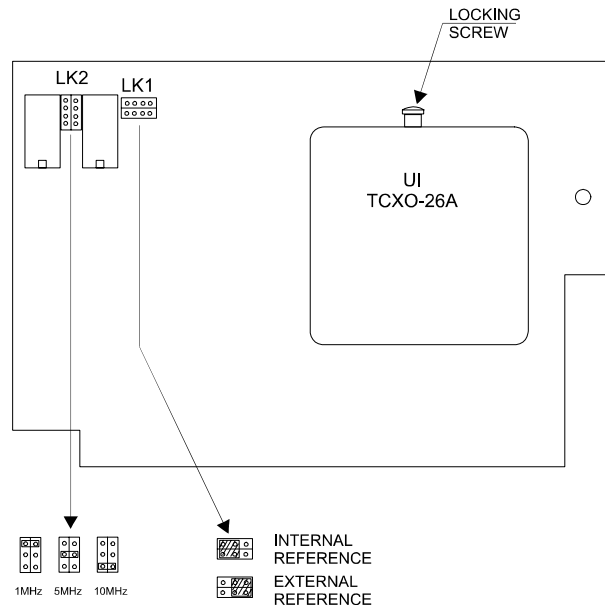 LOCKING
SCREW
LK2
LK1
UI
TCXO-26A
INTERNAL
REFERENCE
EXTERNAL
REFERENCE
1MHz
5MHz
10MHz